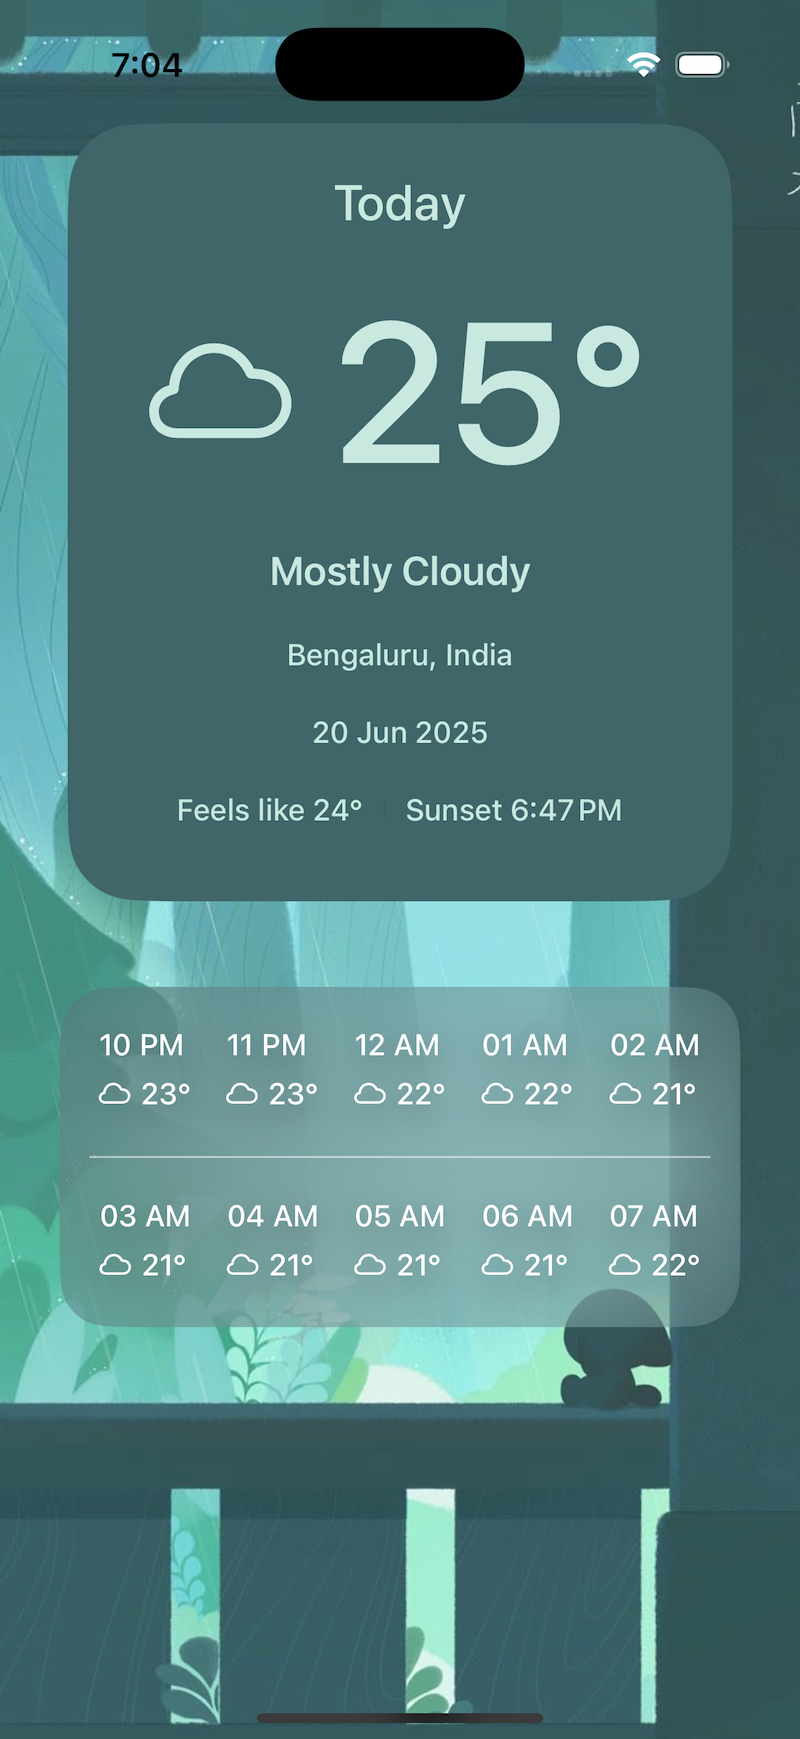 7:04
Today
25°
Mostly Cloudy
Bengaluru, India
20 Jun 2025
Feels like 24° Sunset 6:47 PM
10 PM 11 PM 12 AM 01 AM 02 AM
23° 23° 22° 22° 21°
03 AM 04 AM 05 AM 06 AM 07 AM
21° 21° 21° 21° 22°